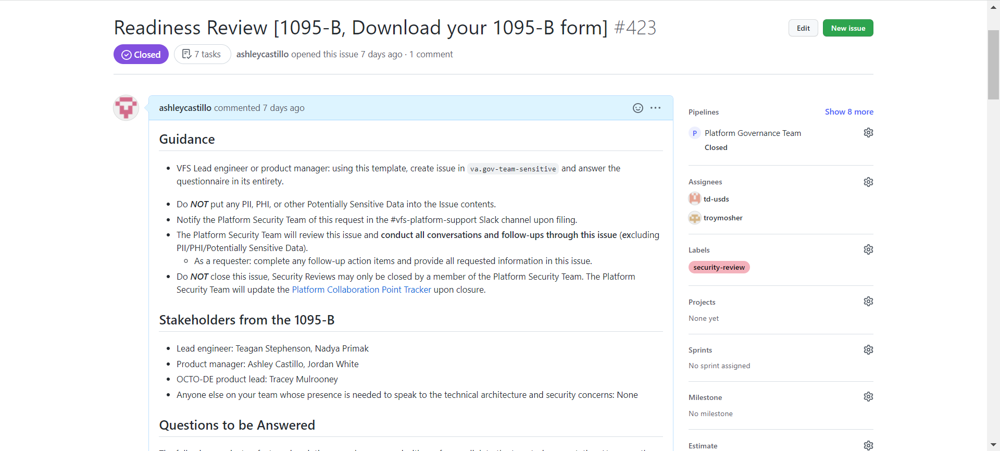 Readiness Review [1095-B, Download your 1095-B form] #423
Edit
New issue
Closed
7 tasks
ashleycastillo opened this issue 7 days ago · 1 comment
ashleycastillo commented 7 days ago
Guidance
VFS Lead engineer or product manager: using this template, create issue in va.gov-team-sensitive and answer the
questionnaire in its entirety.
Do NOT put any PII, PHI, or other Potentially Sensitive Data into the Issue contents.
Notify the Platform Security Team of this request in the #vfs-platform-support Slack channel upon filing.
The Platform Security Team will review this issue and conduct all conversations and follow-ups through this issue (excluding
PII/PHI/Potentially Sensitive Data).
As a requester: complete any follow-up action items and provide all requested information in this issue.
Do NOT close this issue, Security Reviews may only be closed by a member of the Platform Security Team. The Platform
Security Team will update the Platform Collaboration Point Tracker upon closure.
Stakeholders from the 1095-B
Lead engineer: Teagan Stephenson, Nadya Primak
Product manager: Ashley Castillo, Jordan White
OCTO-DE product lead: Tracey Mulrooney
Anyone else on your team whose presence is needed to speak to the technical architecture and security concerns: None
Questions to be Answered
Pipelines
Show 8 more
P Platform Governance Team
Closed
Assignees
td-usds
troymosher
Labels
security-review
Projects
None yet
Sprints
No sprint assigned
Milestone
No milestone
Estimate